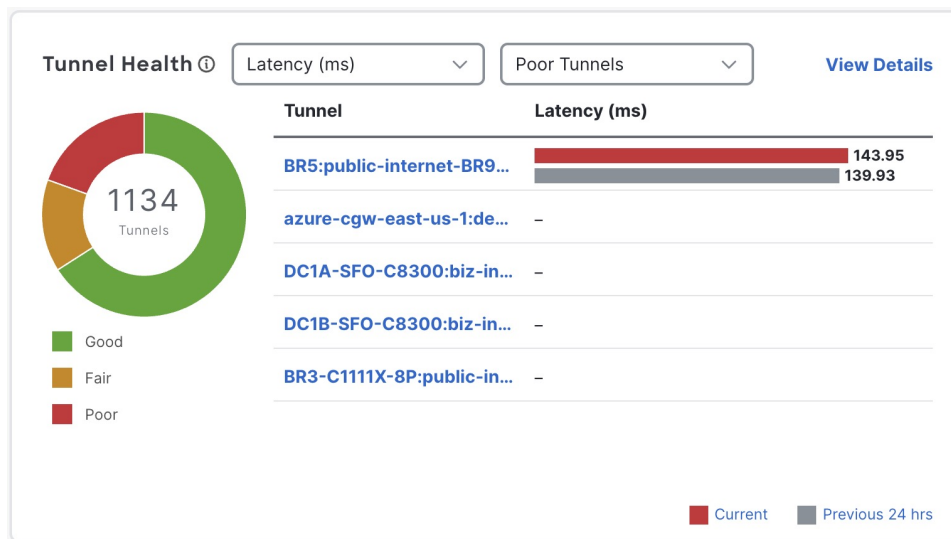 Tunnel Health
Latency (ms)
Poor Tunnels
View Details
1134
Tunnels
Good
Fair
Poor
Tunnel Latency (ms)
BR5:public-internet-BR9... 143.95
139.93
azure-cgw-east-us-1:de... –
DC1A-SFO-C8300:biz-in... –
DC1B-SFO-C8300:biz-in... –
BR3-C1111X-8P:public-in... –
Current
Previous 24 hrs